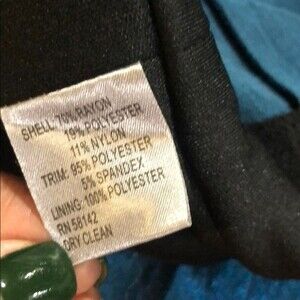 SHELL: 70% RAYON
19% POLYESTER
11% NYLON
TRIM: 95% POLYESTER
5% SPANDEX
LINING: 100% POLYESTER
RN 58142
DRY CLEAN